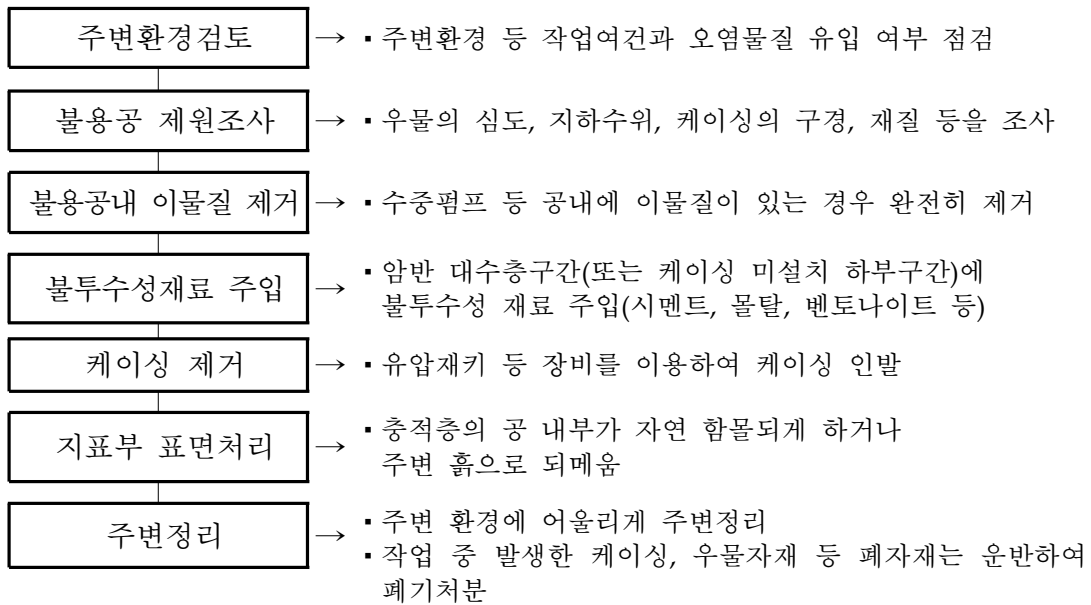 주변환경검토 → ▪ 주변환경 등 작업여건과 오염물질 유입 여부 점검
불용공 제원조사 → ▪ 우물의 심도, 지하수위, 케이싱의 구경, 재질 등을 조사
불용공내 이물질 제거 → ▪ 수중펌프 등 공내에 이물질이 있는 경우 완전히 제거
불투수성재료 주입 → ▪ 암반 대수층구간(또는 케이싱 미설치 하부구간)에
불투수성 재료 주입(시멘트, 몰탈, 벤토나이트 등)
케이싱 제거 → ▪ 유압재키 등 장비를 이용하여 케이싱 인발
지표부 표면처리 → ▪ 충적층의 공 내부가 자연 함몰되게 하거나
주변 흙으로 되메움
주변정리 → ▪ 주변 환경에 어울리게 주변정리
▪ 작업 중 발생한 케이싱, 우물자재 등 폐자재는 운반하여
폐기처분